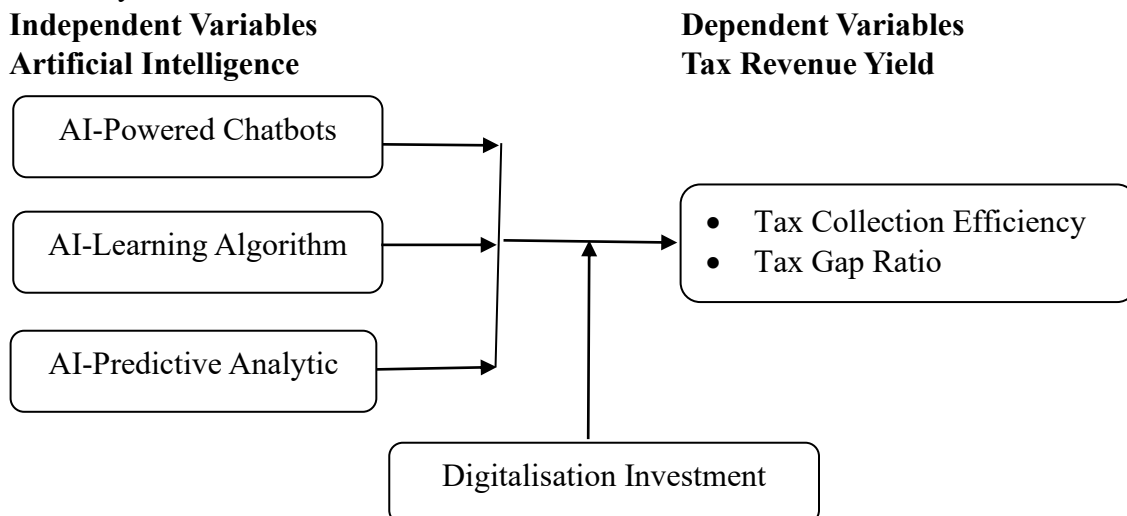 Independent Variables
Dependent Variables
Artificial Intelligence
Tax Revenue Yield
AI-Powered Chatbots
AI-Learning Algorithm
AI-Predictive Analytic
• Tax Collection Efficiency
• Tax Gap Ratio
Digitalisation Investment